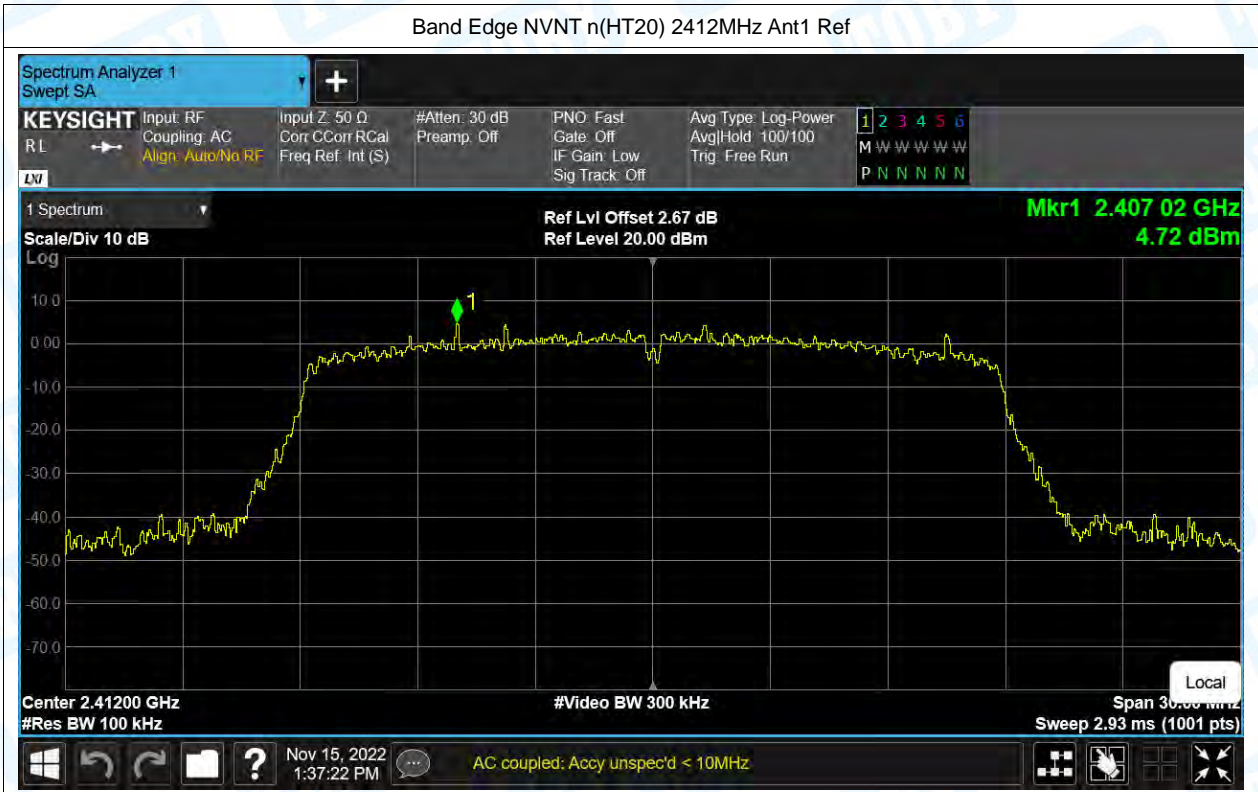 Band Edge NVNT n(HT20) 2412MHz Ant1 Ref
Spectrum Analyzer 1
Swept SA
KEYSIGHT
RL
LXI
Input: RF
Coupling: AC
Align: Auto/No RF
Input Z: 50 Ω
Corr CCorr RCal
Freq Ref: Int (S)
#Atten: 30 dB
Preamp: Off
PNO: Fast
Gate: Off
IF Gain: Low
Sig Track: Off
Avg Type: Log-Power
Avg|Hold: 100/100
Trig: Free Run
1 2 3 4 5 6
M W W W W W
P N N N N N
1 Spectrum
Scale/Div 10 dB
Ref Lvl Offset 2.67 dB
Ref Level 20.00 dBm
Mkr1 2.407 02 GHz
4.72 dBm
Log
1
10.0
0.00
-10.0
-20.0
-30.0
-40.0
-50.0
-60.0
-70.0
Local
Center 2.41200 GHz
#Res BW 100 kHz
#Video BW 300 kHz
Span
Sweep 2.93 ms (1001 pts)
?
Nov 15, 2022
1:37:22 PM
AC coupled: Accy unspec'd < 10MHz